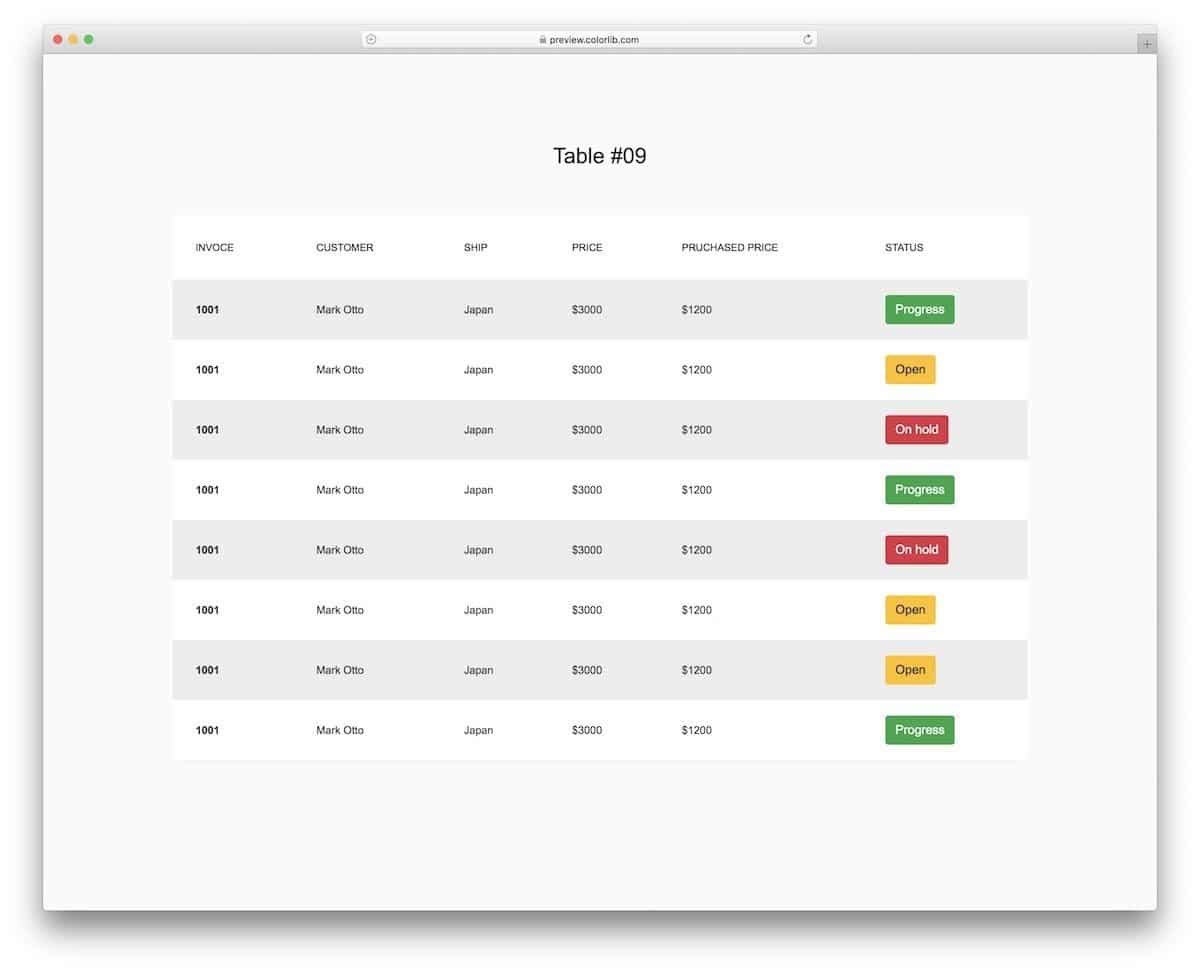 preview.colorlib.com
Table #09
INVOCE CUSTOMER SHIP PRICE PRUCHASED PRICE STATUS
1001 Mark Otto Japan $3000 $1200 Progress
1001 Mark Otto Japan $3000 $1200 Open
1001 Mark Otto Japan $3000 $1200 On hold
1001 Mark Otto Japan $3000 $1200 Progress
1001 Mark Otto Japan $3000 $1200 On hold
1001 Mark Otto Japan $3000 $1200 Open
1001 Mark Otto Japan $3000 $1200 Open
1001 Mark Otto Japan $3000 $1200 Progress